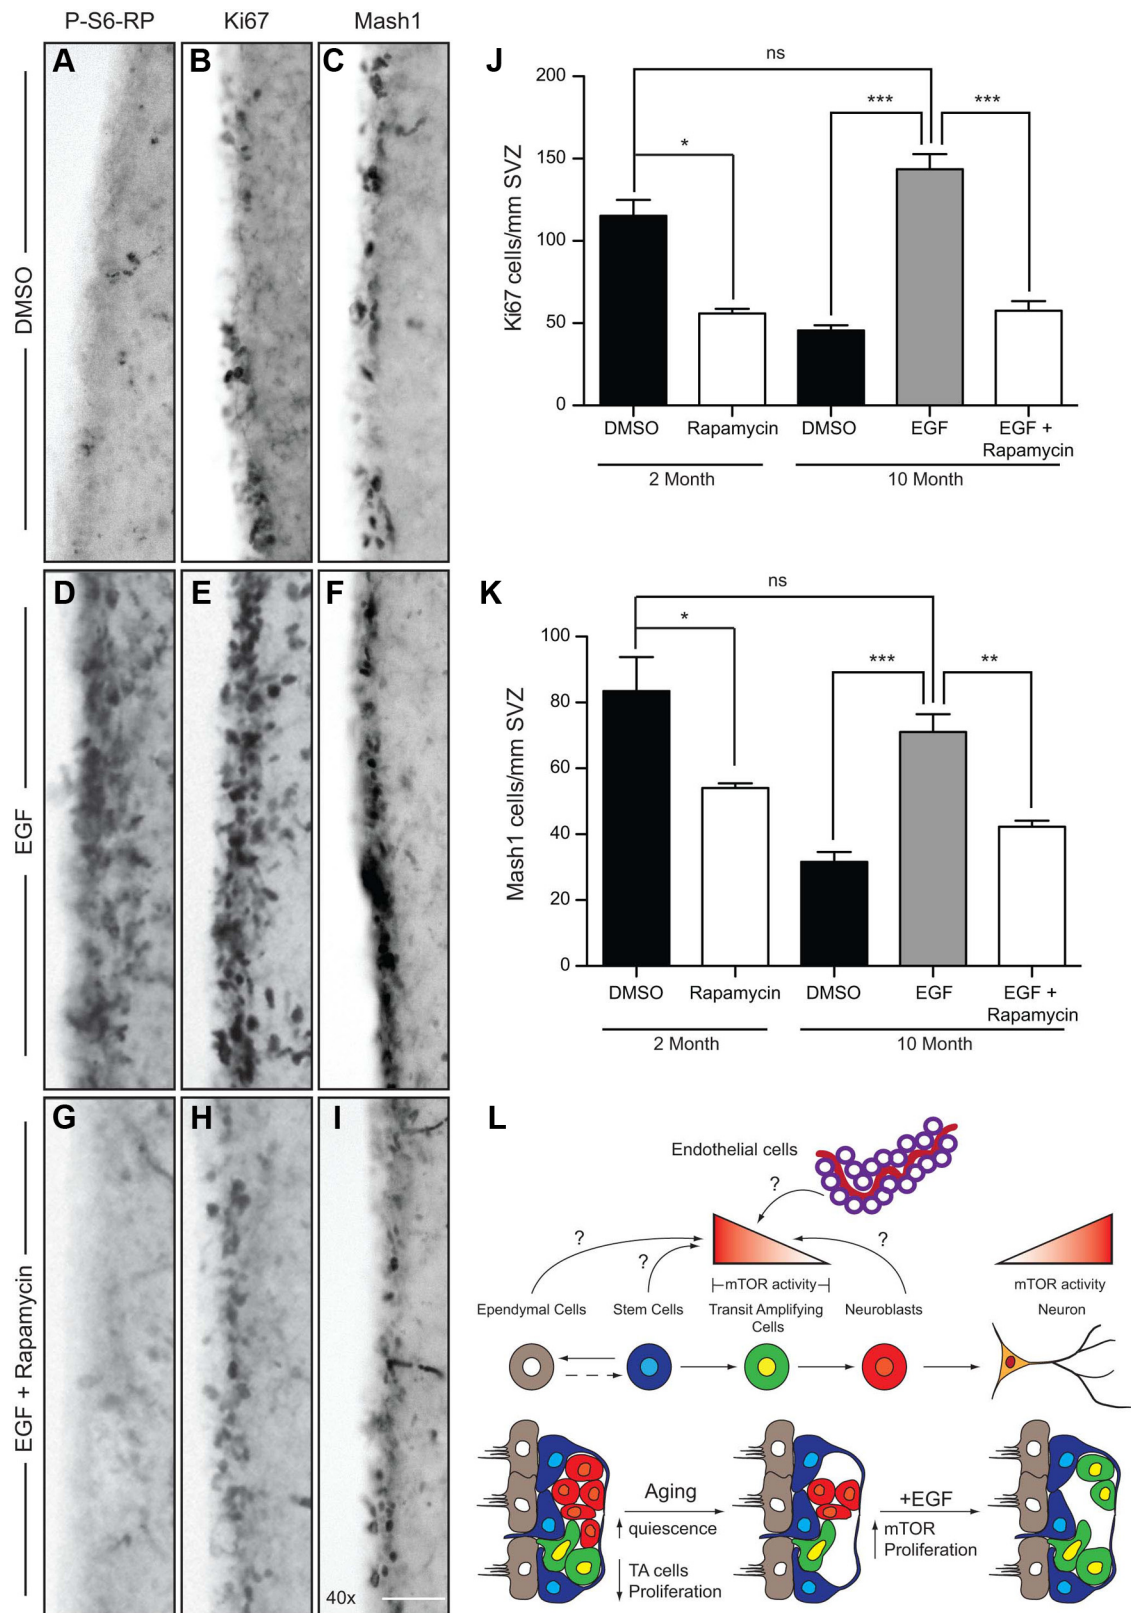 P-S6-RP
Ki67
Mash1
A
B
C
DMSO
D
E
F
EGF
G
H
I
EGF + Rapamycin
40x
J
ns
*
***
***
Ki67 cells/mm SVZ
200
150
100
50
0
DMSO
Rapamycin
DMSO
EGF
EGF +
Rapamycin
2 Month
10 Month
K
ns
*
***
**
Mash1 cells/mm SVZ
100
80
60
40
20
0
DMSO
Rapamycin
DMSO
EGF
EGF +
Rapamycin
2 Month
10 Month
L
Endothelial cells
?
?
?
?
mTOR activity
mTOR activity
Ependymal Cells
Stem Cells
Transit Amplifying
Cells
Neuroblasts
Neuron
Aging
quiescence
TA cells
Proliferation
+EGF
mTOR
Proliferation